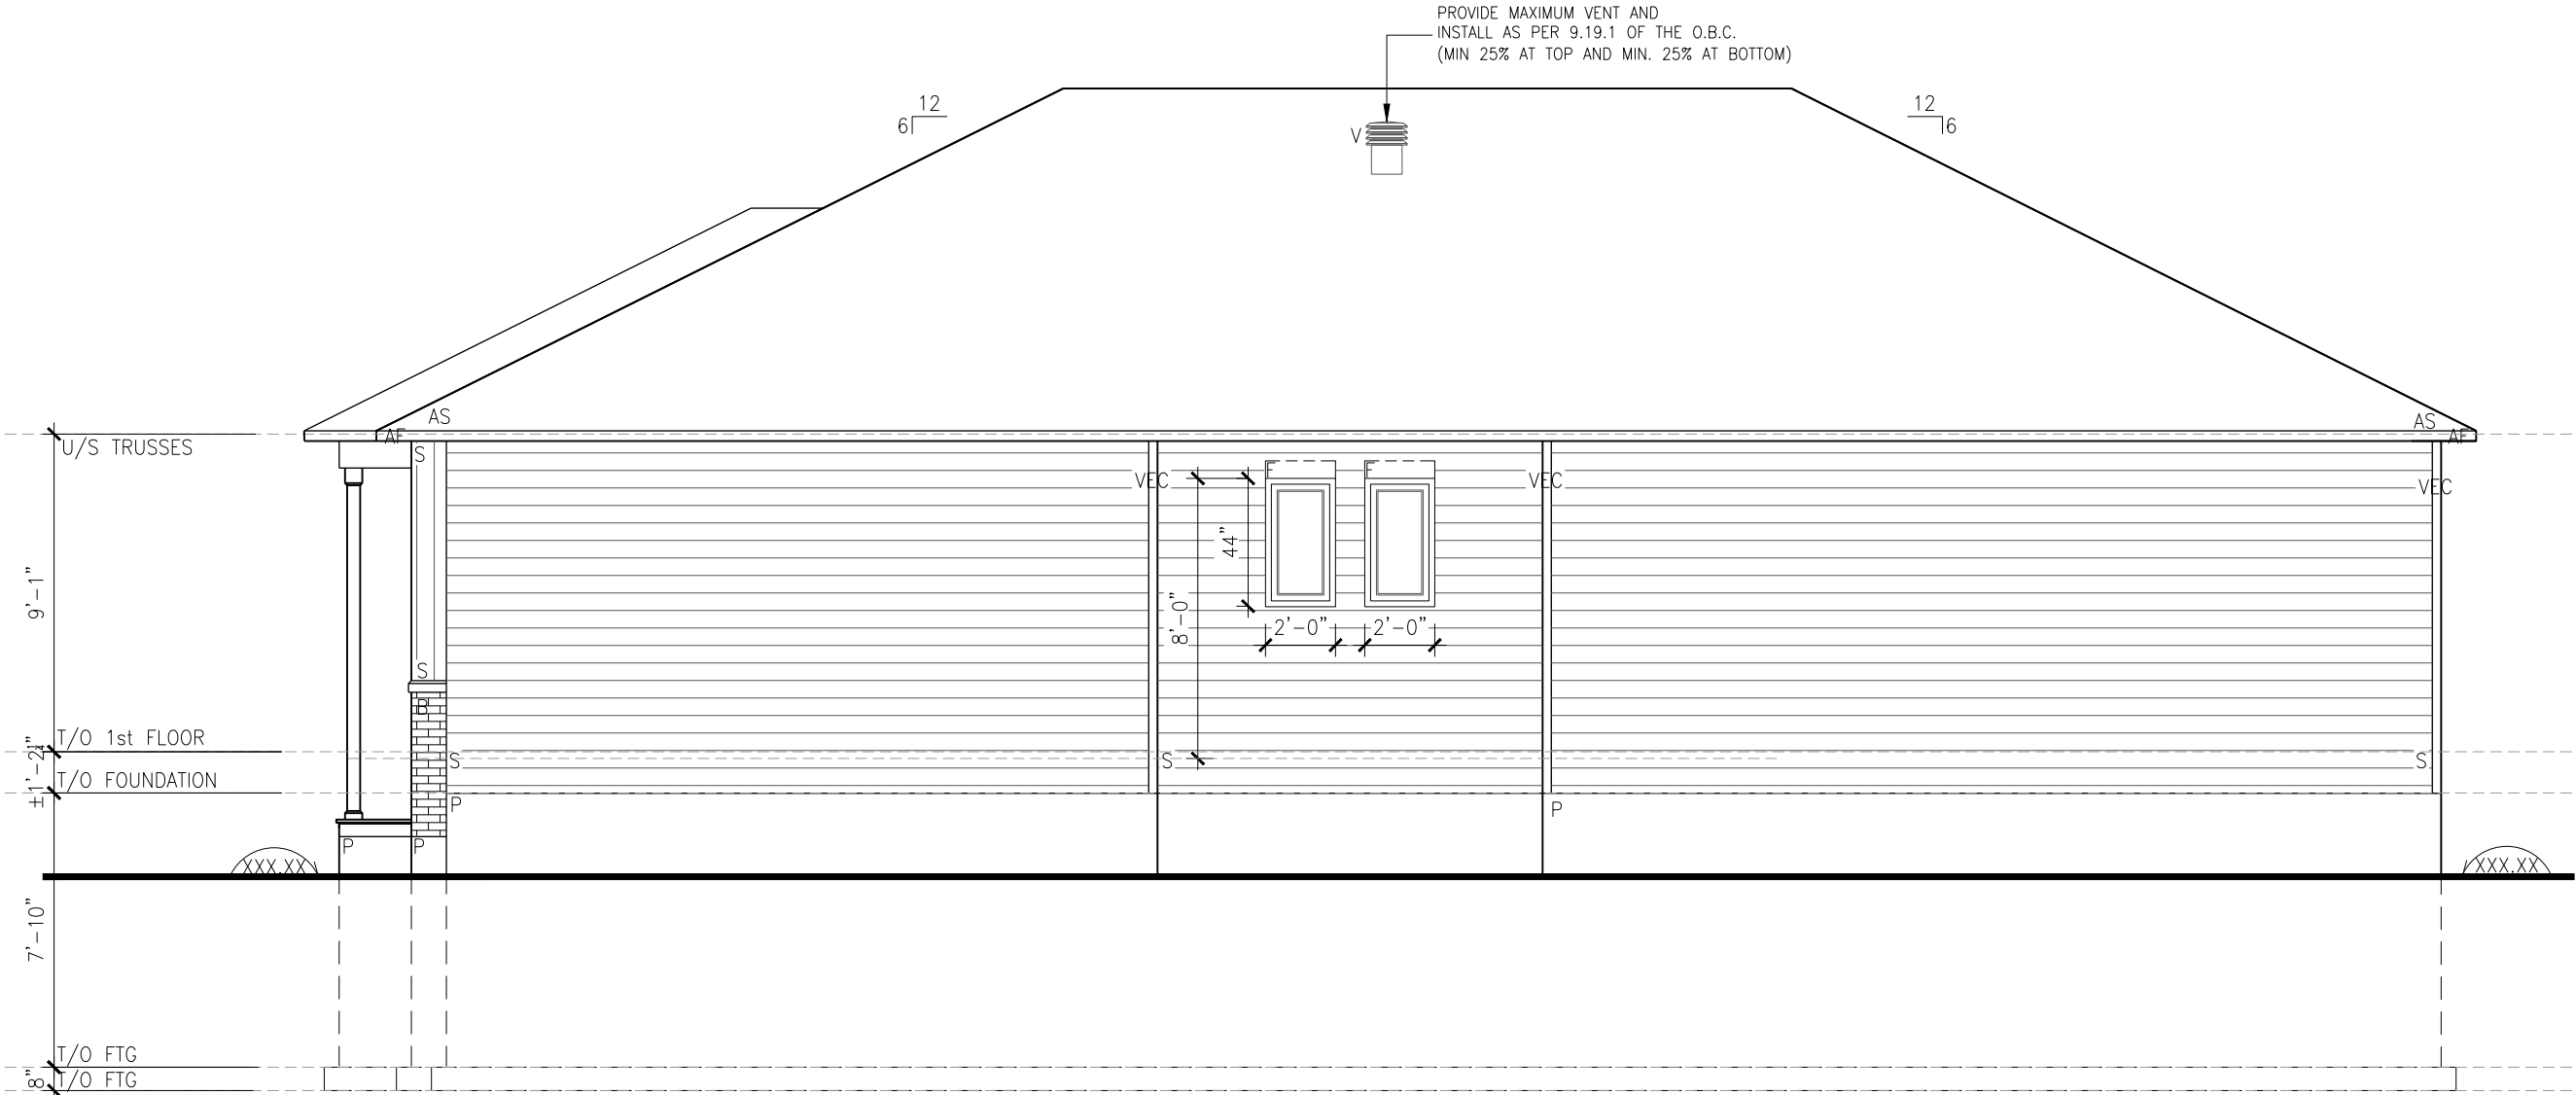 PROVIDE MAXIMUM VENT AND
INSTALL AS PER 9.19.1 OF THE O.B.C.
(MIN 25% AT TOP AND MIN. 25% AT BOTTOM)
12
6
12
6
V
AS
AS
AF
AF
U/S TRUSSES
S
F
F
VEC
VEC
VEC
44"
9'-1"
8'-0"
2'-0"
2'-0"
S
B
T/O 1st FLOOR
±1'-2¼"
S
S
S
T/O FOUNDATION
P
P
P
P
XXX.XX
XXX.XX
7'-10"
T/O FTG
8"
T/O FTG